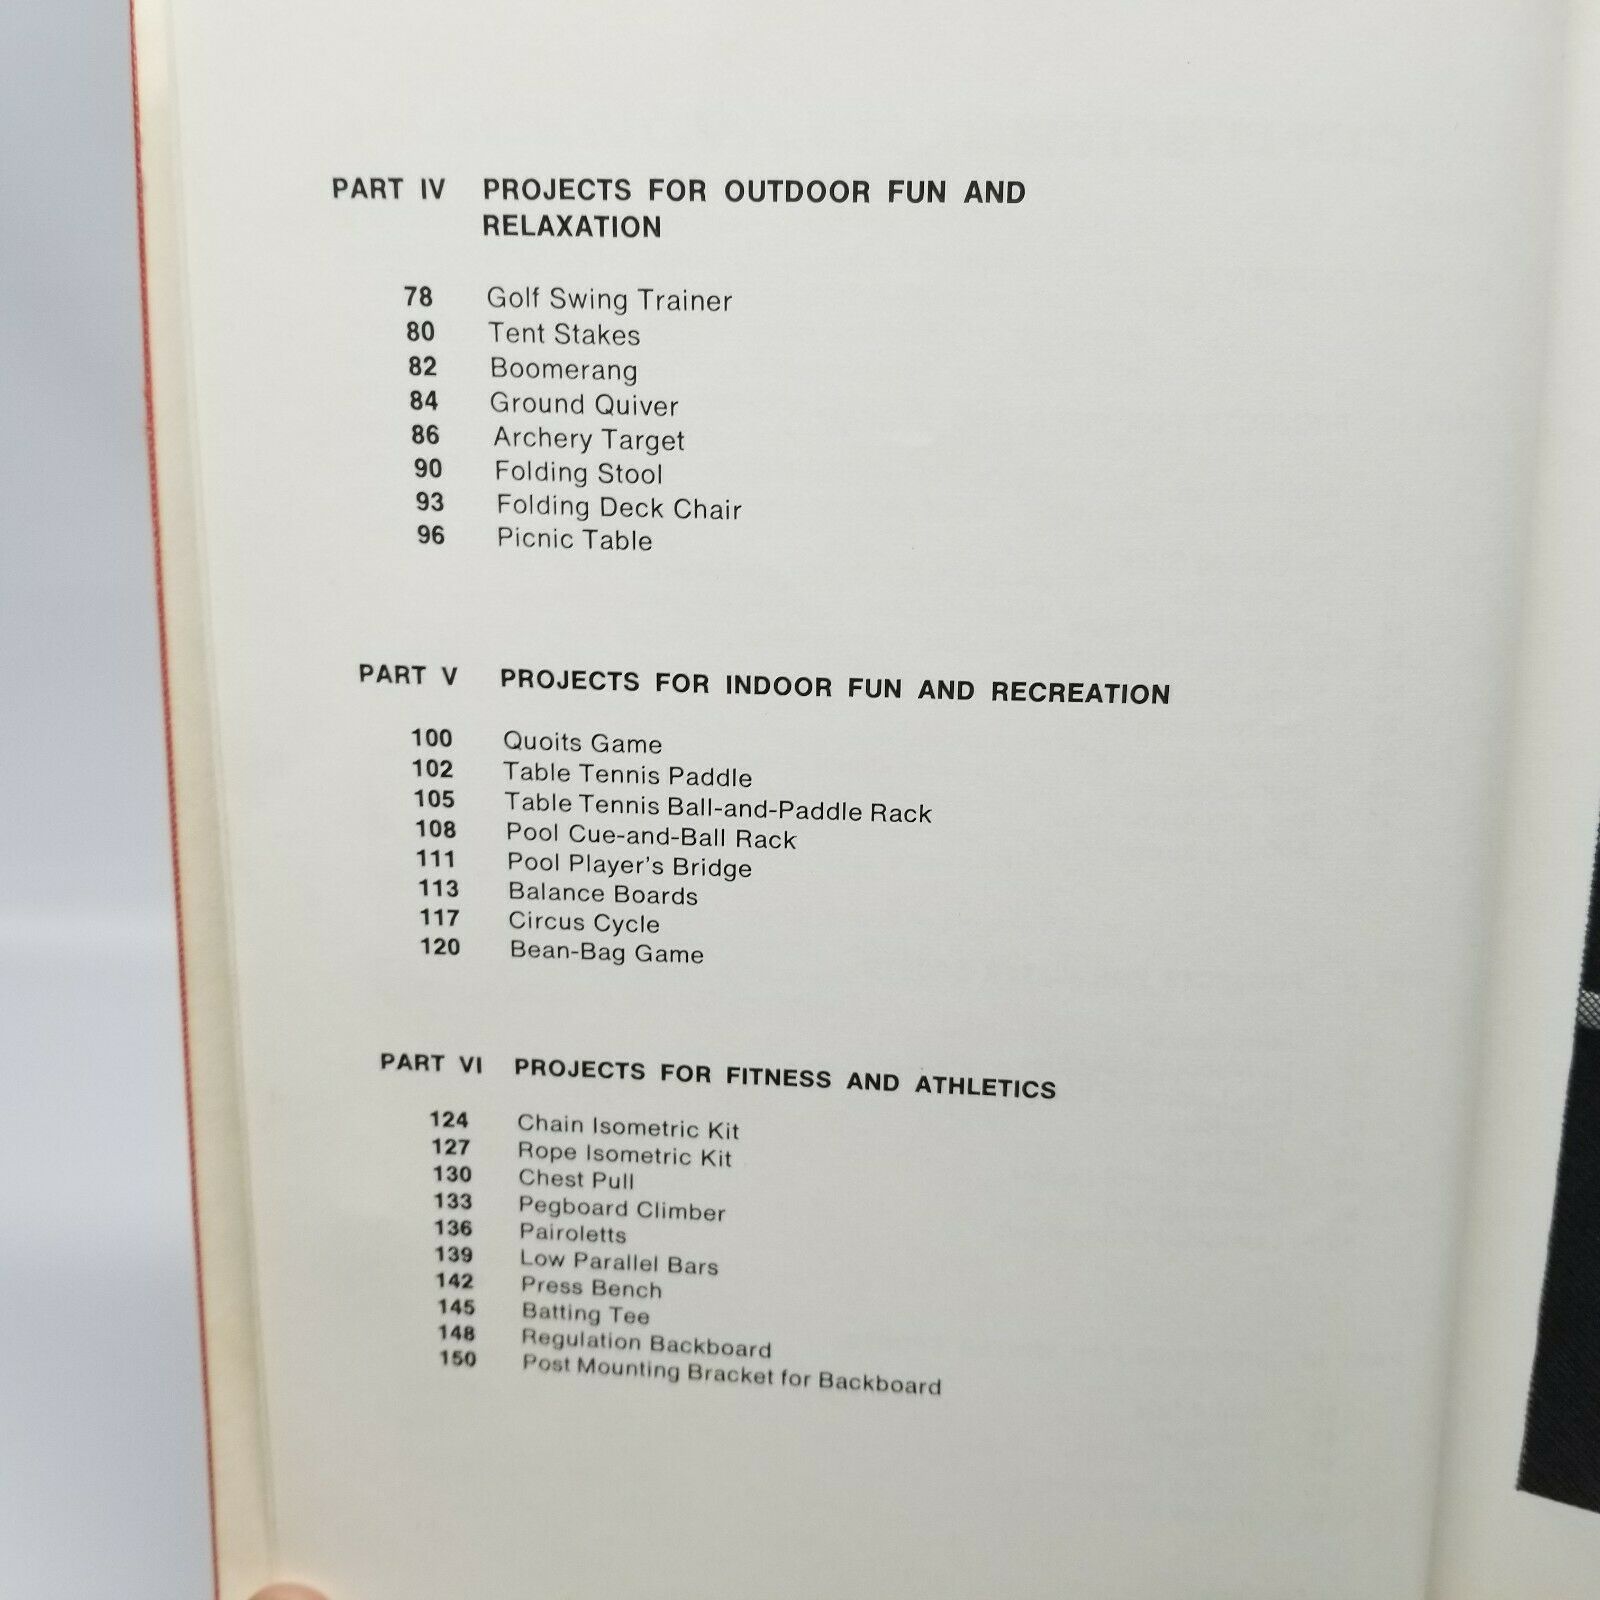 PART IV PROJECTS FOR OUTDOOR FUN AND
RELAXATION
78 Golf Swing Trainer
80 Tent Stakes
82 Boomerang
84 Ground Quiver
86 Archery Target
90 Folding Stool
93 Folding Deck Chair
96 Picnic Table
PART V PROJECTS FOR INDOOR FUN AND RECREATION
100 Quoits Game
102 Table Tennis Paddle
105 Table Tennis Ball-and-Paddle Rack
108 Pool Cue-and-Ball Rack
111 Pool Player's Bridge
113 Balance Boards
117 Circus Cycle
120 Bean-Bag Game
PART VI PROJECTS FOR FITNESS AND ATHLETICS
124 Chain Isometric Kit
127 Rope Isometric Kit
130 Chest Pull
133 Pegboard Climber
136 Pairoletts
139 Low Parallel Bars
142 Press Bench
145 Batting Tee
148 Regulation Backboard
150 Post Mounting Bracket for Backboard